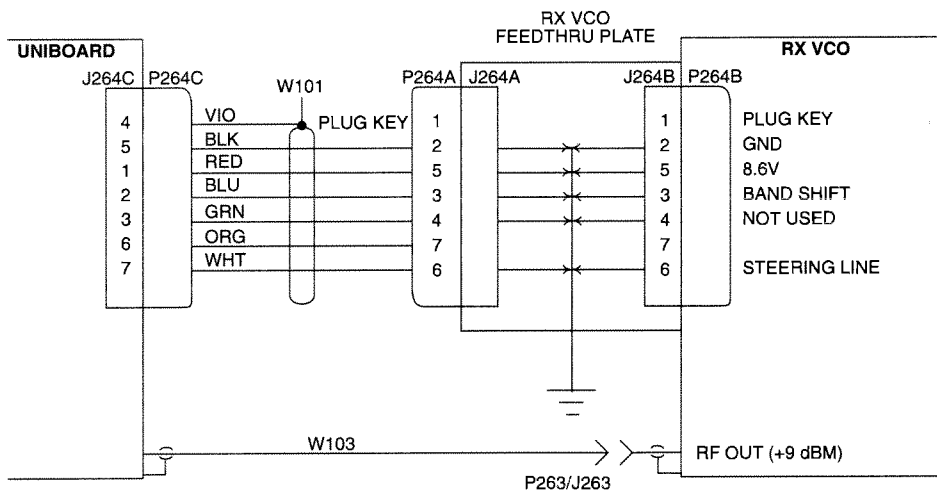 RX VCO
FEEDTHRU PLATE
UNIBOARD
RX VCO
J264C P264C
W101
P264A J264A
J264B P264B
4 VIO PLUG KEY 1 1 PLUG KEY
5 BLK 2 2 GND
1 RED 5 5 8.6V
2 BLU 3 3 BAND SHIFT
3 GRN 4 4 NOT USED
6 ORG 7 7
7 WHT 6 6 STEERING LINE
W103
RF OUT (+9 dBM)
P263/J263